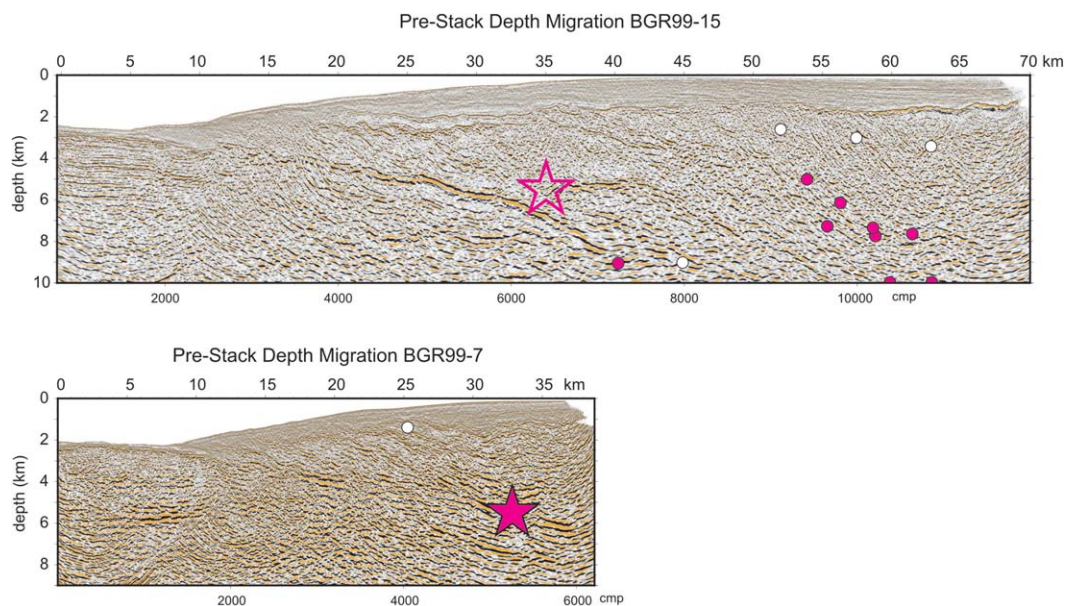 Pre-Stack Depth Migration BGR99-15
0 5 10 15 20 25 30 35 40 45 50 55 60 65 70 km
0
2
4
6
8
10
depth (km)
2000 4000 6000 8000 10000 cmp
Pre-Stack Depth Migration BGR99-7
0 5 10 15 20 25 30 35 km
0
2
4
6
8
depth (km)
2000 4000 6000 cmp